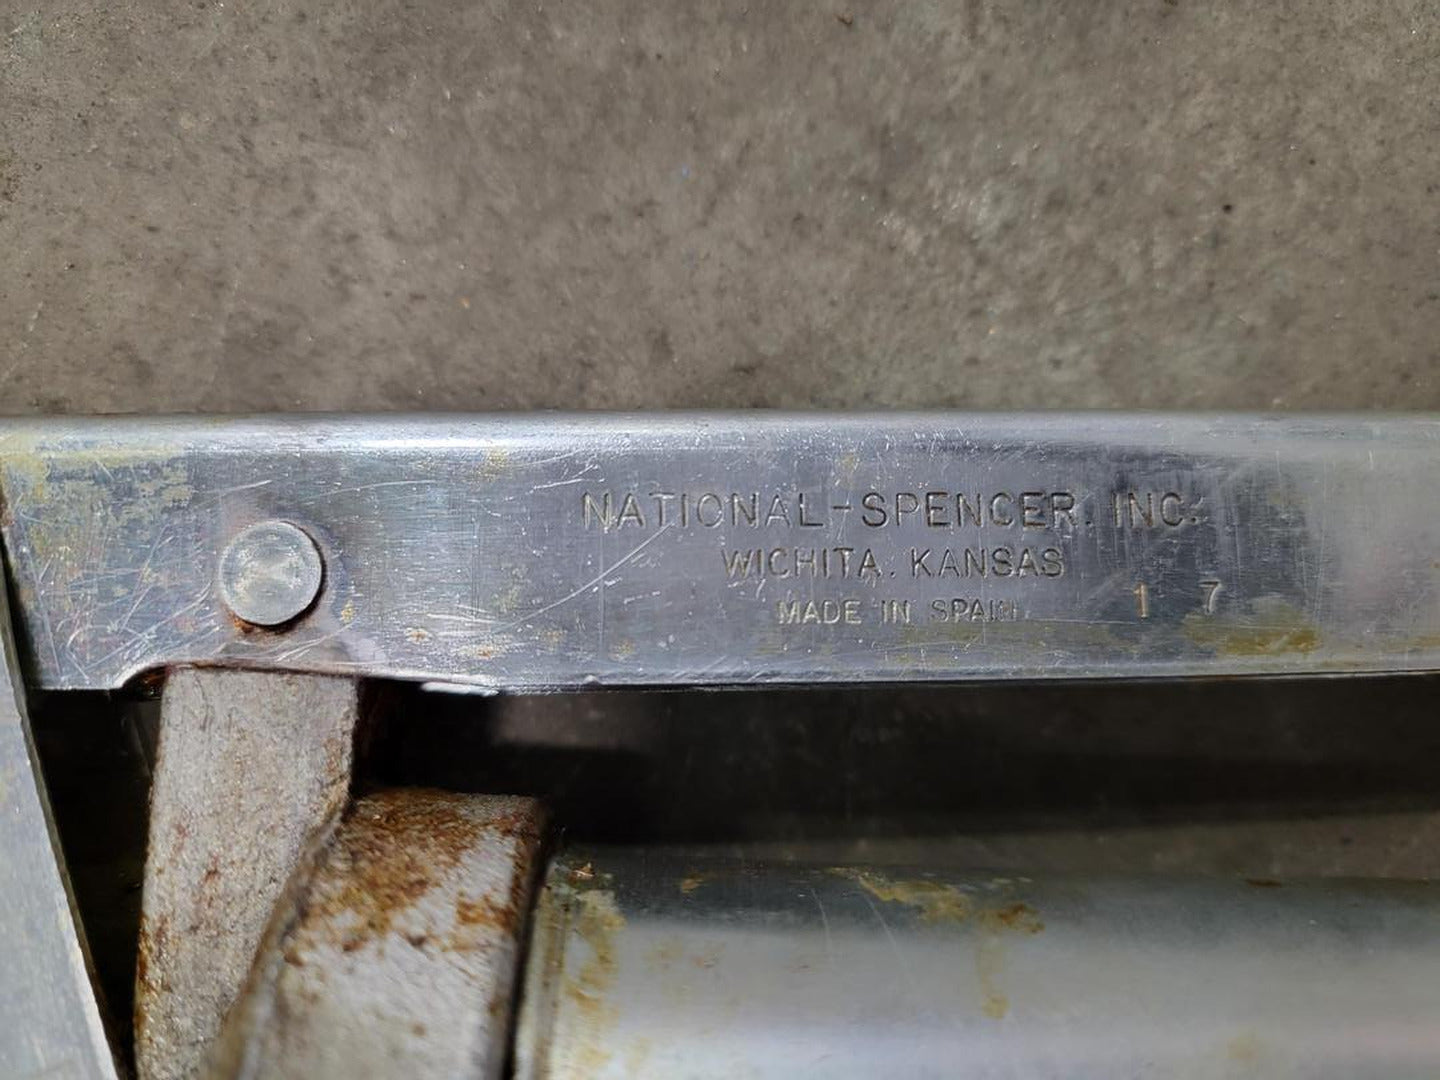 NATIONAL-SPENCER, INC.
WICHITA, KANSAS
MADE IN SPAIN 1 7